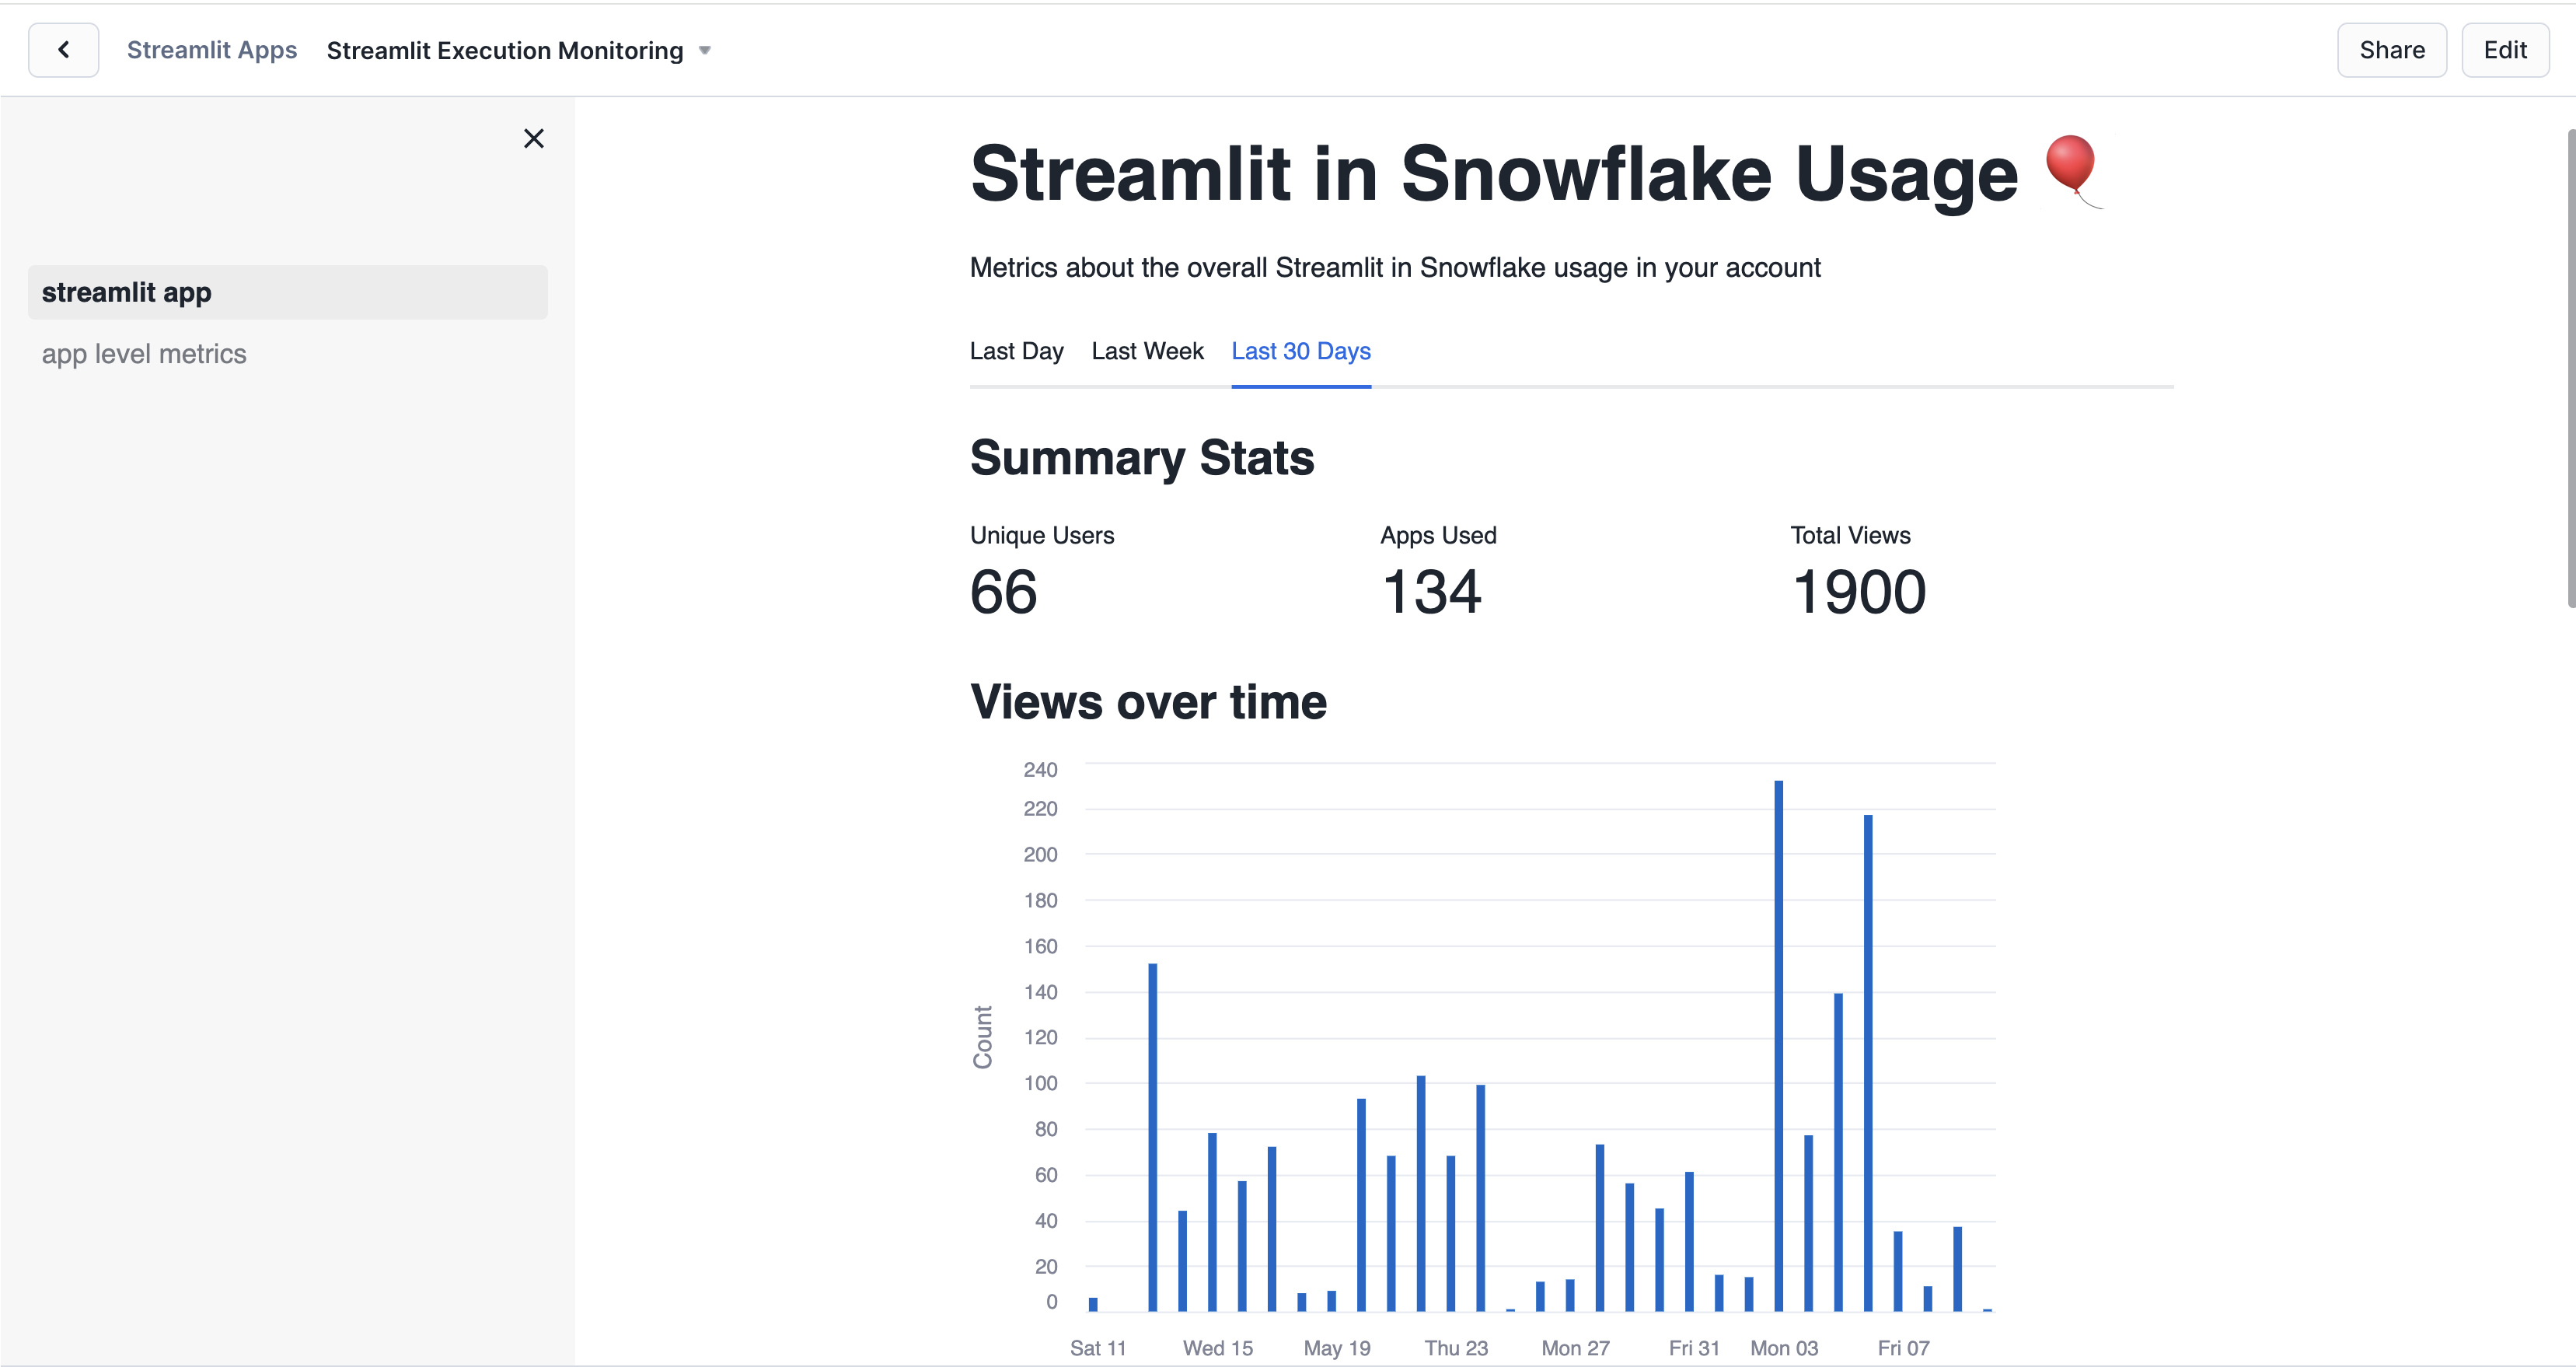 Streamlit Apps Streamlit Execution Monitoring Share Edit
streamlit app
app level metrics
Streamlit in Snowflake Usage
Metrics about the overall Streamlit in Snowflake usage in your account
Last Day Last Week Last 30 Days
Summary Stats
Unique Users Apps Used Total Views
66 134 1900
Views over time
240
220
200
180
160
140
120
100
80
60
40
20
0
Count
Sat 11 Wed 15 May 19 Thu 23 Mon 27 Fri 31 Mon 03 Fri 07